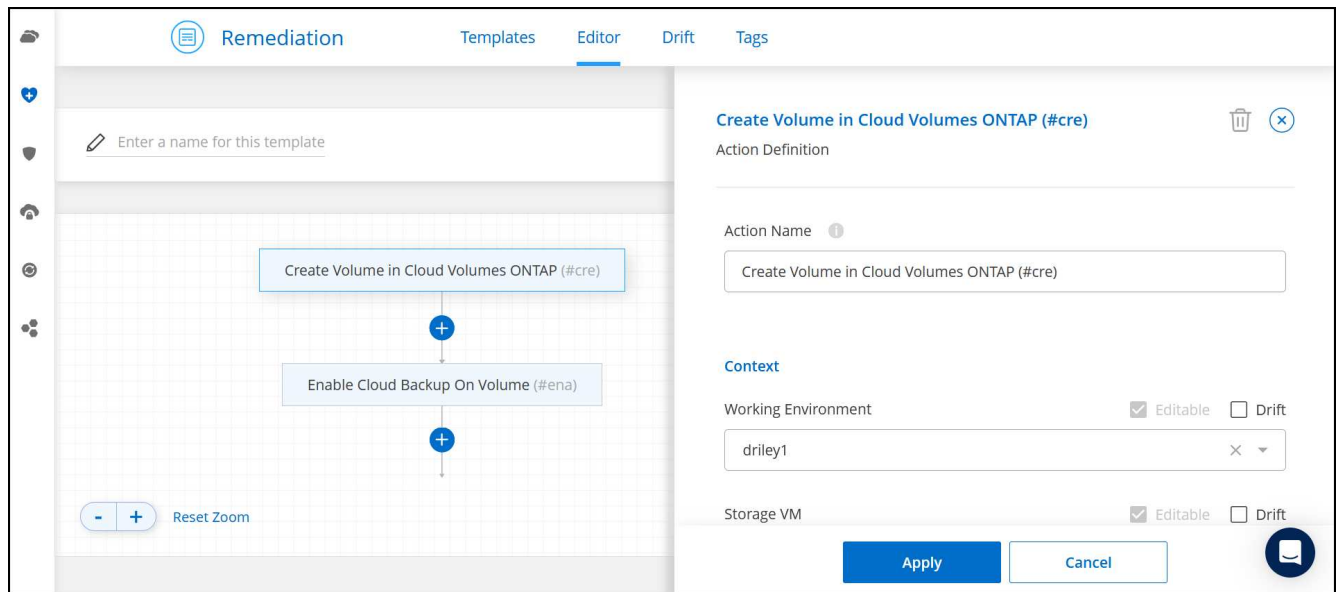 Remediation
Templates Editor Drift Tags
Enter a name for this template
Create Volume in Cloud Volumes ONTAP (#cre)
Enable Cloud Backup On Volume (#ena)
- + Reset Zoom
Create Volume in Cloud Volumes ONTAP (#cre)
Action Definition
Action Name
Create Volume in Cloud Volumes ONTAP (#cre)
Context
Working Environment Editable Drift
driley1
Storage VM Editable Drift
Apply Cancel